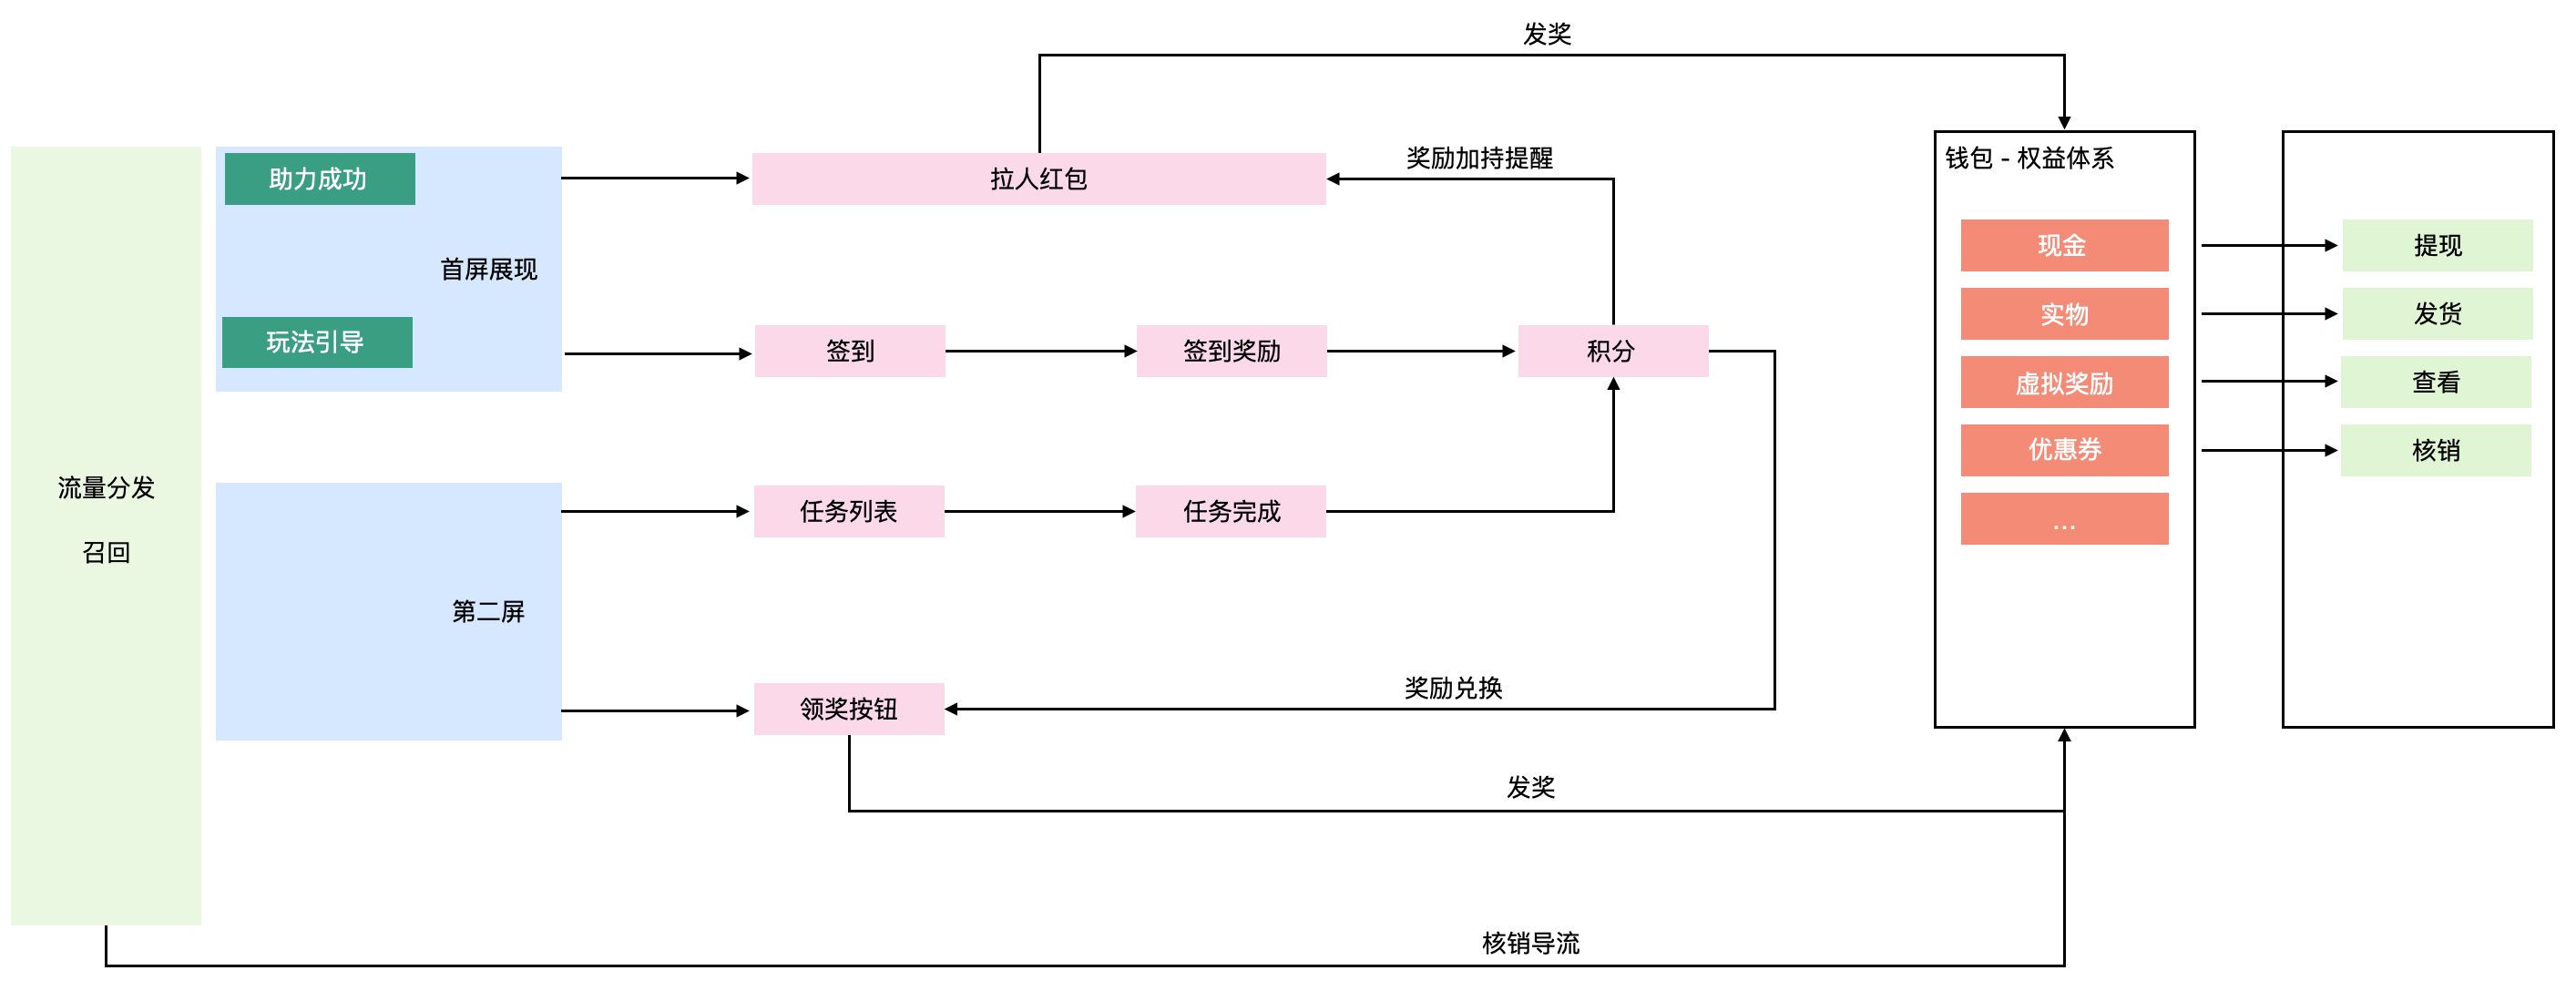 发奖
助力成功
拉人红包
奖励加持提醒
钱包 - 权益体系
首屏展现
现金
提现
实物
发货
玩法引导
签到
签到奖励
积分
虚拟奖励
查看
优惠券
核销
流量分发
召回
任务列表
任务完成
...
第二屏
领奖按钮
奖励兑换
发奖
核销导流